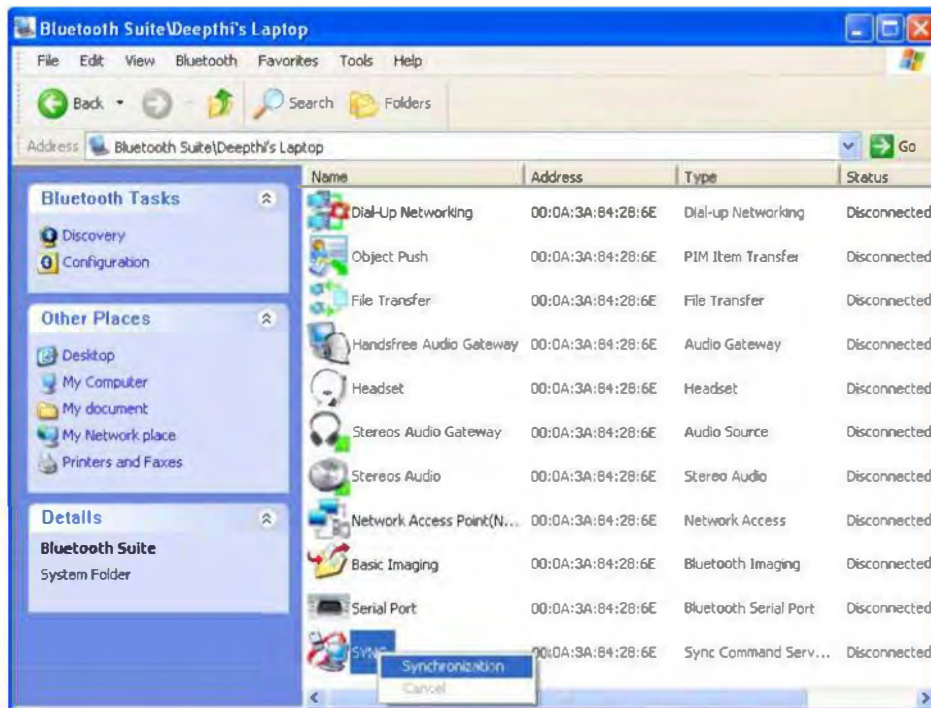 Bluetooth Suite\Deepthi's Laptop
File Edit View Bluetooth Favorites Tools Help
Back Search Folders
Address Bluetooth Suite\Deepthi's Laptop Go
Bluetooth Tasks
Discovery
Configuration
Other Places
Desktop
My Computer
My document
My Network place
Printers and Faxes
Details
Bluetooth Suite
System Folder
Name Address Type Status
Dial-Up Networking 00:0A:3A:84:28:6E Dial-up Networking Disconnected
Object Push 00:0A:3A:84:28:6E PIM Item Transfer Disconnected
File Transfer 00:0A:3A:84:28:6E File Transfer Disconnected
Handsfree Audio Gateway 00:0A:3A:84:28:6E Audio Gateway Disconnected
Headset 00:0A:3A:84:28:6E Headset Disconnected
Stereos Audio Gateway 00:0A:3A:84:28:6E Audio Source Disconnected
Stereos Audio 00:0A:3A:84:28:6E Stereo Audio Disconnected
Network Access Point(N... 00:0A:3A:84:28:6E Network Access Disconnected
Basic Imaging 00:0A:3A:84:28:6E Bluetooth Imaging Disconnected
Serial Port 00:0A:3A:84:28:6E Bluetooth Serial Port Disconnected
SYNC 00:0A:3A:84:28:6E Sync Command Serv... Disconnected
Synchronization
Cancel